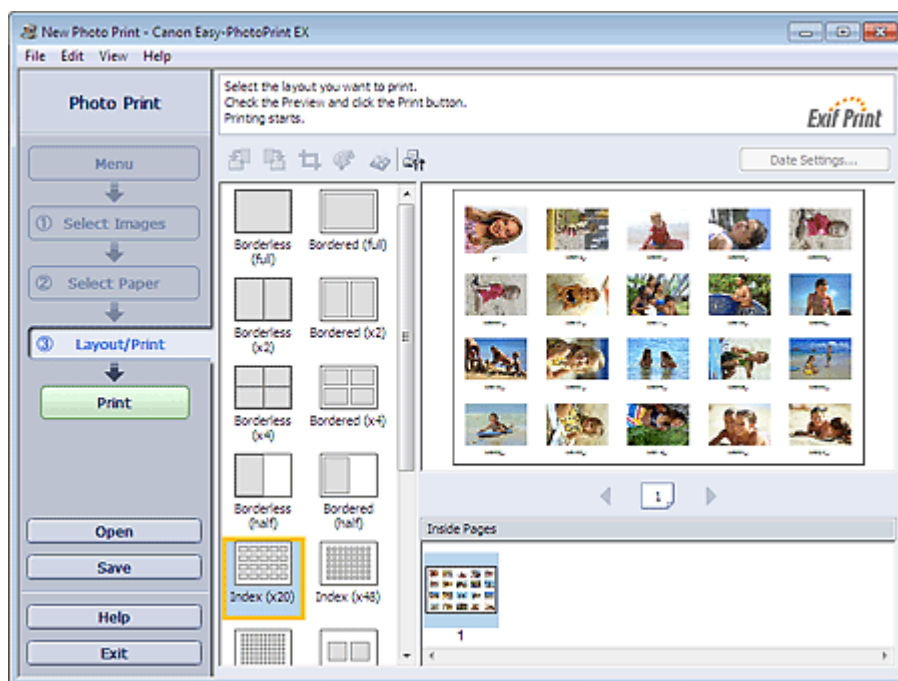 New Photo Print - Canon Easy-PhotoPrint EX
File Edit View Help
Photo Print
Select the layout you want to print.
Check the Preview and click the Print button.
Printing starts.
Exif Print
Menu
Date Settings...
① Select Images
② Select Paper
③ Layout/Print
Print
Open
Save
Help
Exit
Borderless (full)
Bordered (full)
Borderless (x2)
Bordered (x2)
Borderless (x4)
Bordered (x4)
Borderless (half)
Bordered (half)
Index (x20)
Index (x48)
1
Inside Pages
1